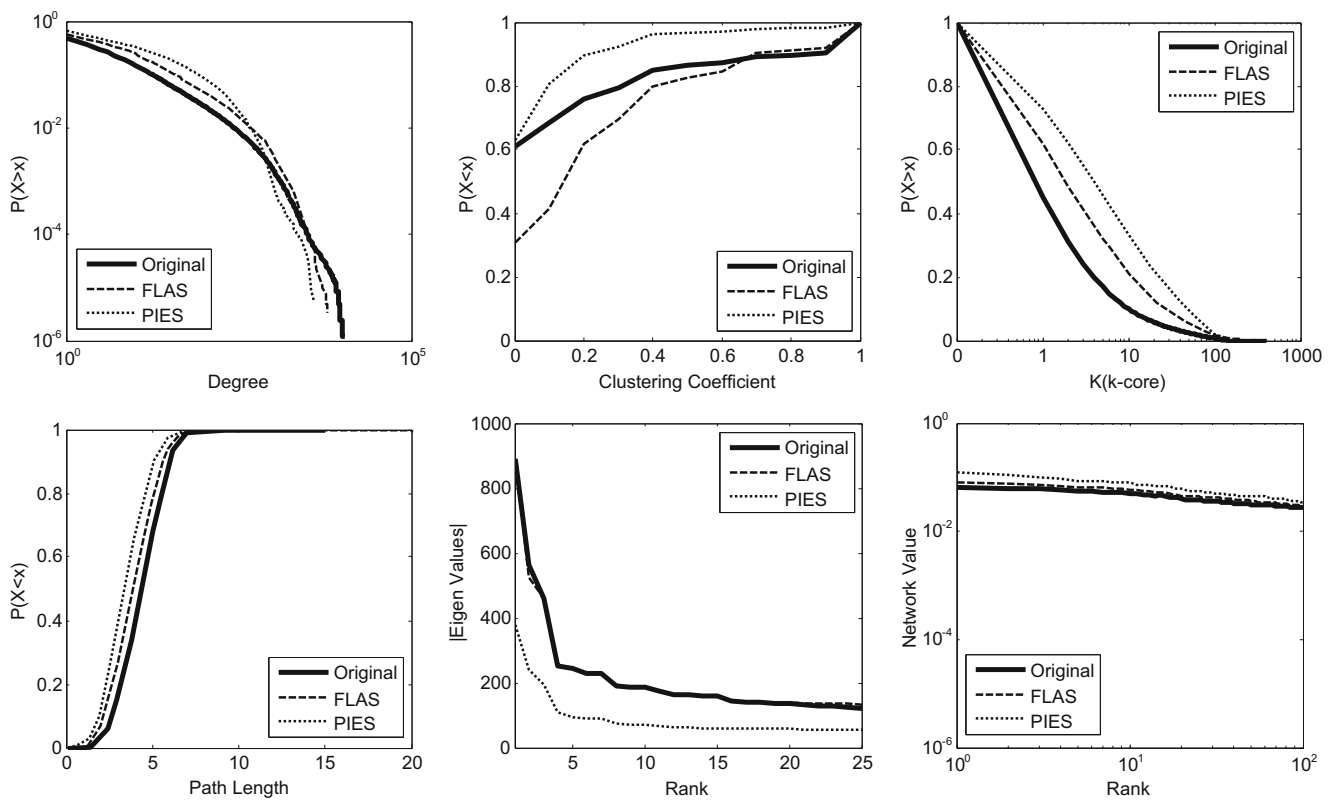 10^0
10^-2
10^-4
10^-6
P(X>x)
Original
FLAS
PIES
10^0
10^5
Degree
1
0.8
0.6
0.4
0.2
0
P(X<x)
Original
FLAS
PIES
0 0.2 0.4 0.6 0.8 1
Clustering Coefficient
1
0.8
0.6
0.4
0.2
0
P(X>x)
Original
FLAS
PIES
0 1 10 100 1000
K(k-core)
1
0.8
0.6
0.4
0.2
0
P(X<x)
Original
FLAS
PIES
0 5 10 15 20
Path Length
1000
800
600
400
200
0
|Eigen Values|
Original
FLAS
PIES
5 10 15 20 25
Rank
10^0
10^-2
10^-4
10^-6
Network Value
Original
FLAS
PIES
10^0 10^1 10^2
Rank